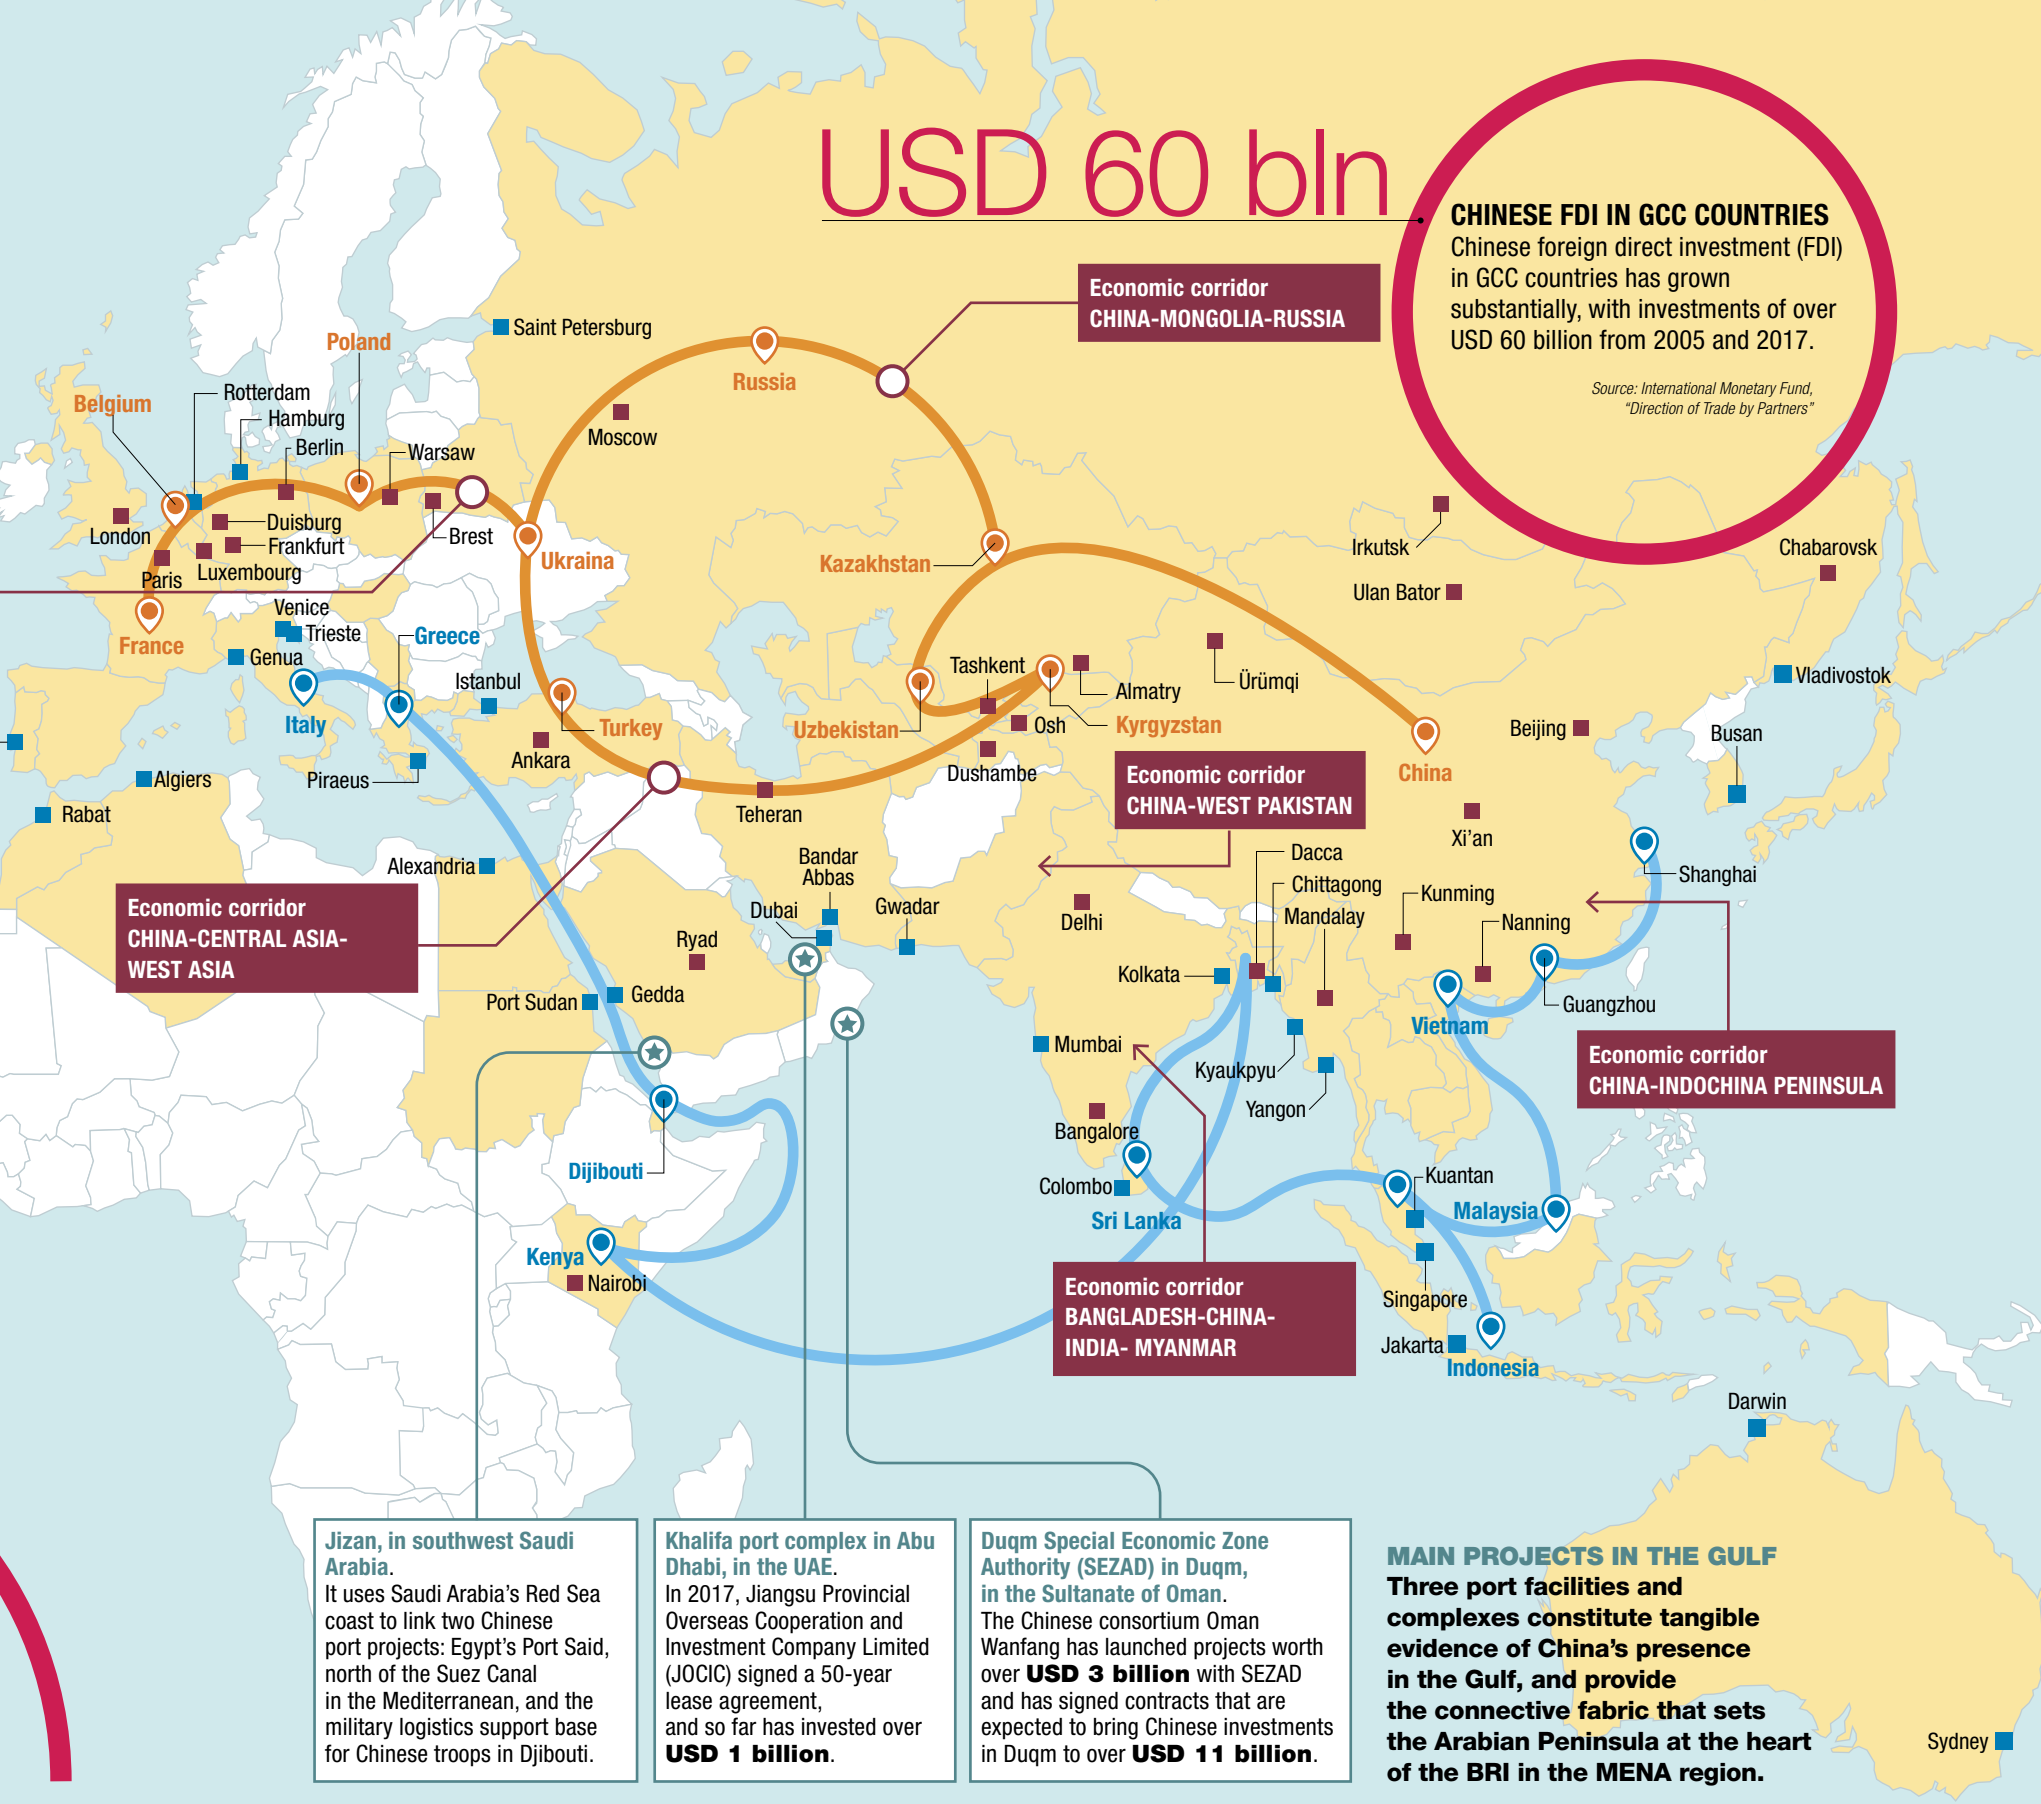 USD 60 bln
CHINESE FDI IN GCC COUNTRIES
Chinese foreign direct investment (FDI)
in GCC countries has grown
substantially, with investments of over
USD 60 billion from 2005 and 2017.
Source: International Monetary Fund,
“Direction of Trade by Partners”
Economic corridor
CHINA-MONGOLIA-RUSSIA
Saint Petersburg
Poland
Russia
Rotterdam
Belgium
Hamburg
Moscow
Berlin
Warsaw
London
Duisburg
Brest
Frankfurt
Ukraina
Kazakhstan
Irkutsk
Chabarovsk
Paris
Luxembourg
Ulan Bator
Venice
Trieste
Greece
France
Genua
Istanbul
Tashkent
Almatry
Ürümqi
Vladivostok
Italy
Turkey
Uzbekistan
Osh
Kyrgyzstan
Beijing
Busan
Ankara
Dushambe
China
Algiers
Piraeus
Economic corridor
CHINA-WEST PAKISTAN
Rabat
Teheran
Xi’an
Alexandria
Bandar
Abbas
Dacca
Shanghai
Chittagong
Kunming
Economic corridor
CHINA-CENTRAL ASIA-
WEST ASIA
Dubai
Gwadar
Delhi
Mandalay
Nanning
Ryad
Kolkata
Port Sudan
Gedda
Guangzhou
Vietnam
Mumbai
Kyaukpyu
Economic corridor
CHINA-INDOCHINA PENINSULA
Yangon
Bangalore
Dijibouti
Colombo
Kuantan
Sri Lanka
Malaysia
Kenya
Nairobi
Economic corridor
BANGLADESH-CHINA-
INDIA- MYANMAR
Singapore
Jakarta
Indonesia
Darwin
Jizan, in southwest Saudi
Arabia.
It uses Saudi Arabia’s Red Sea
coast to link two Chinese
port projects: Egypt’s Port Said,
north of the Suez Canal
in the Mediterranean, and the
military logistics support base
for Chinese troops in Djibouti.
Khalifa port complex in Abu
Dhabi, in the UAE.
In 2017, Jiangsu Provincial
Overseas Cooperation and
Investment Company Limited
(JOCIC) signed a 50-year
lease agreement,
and so far has invested over
USD 1 billion.
Duqm Special Economic Zone
Authority (SEZAD) in Duqm,
in the Sultanate of Oman.
The Chinese consortium Oman
Wanfang has launched projects worth
over USD 3 billion with SEZAD
and has signed contracts that are
expected to bring Chinese investments
in Duqm to over USD 11 billion.
MAIN PROJECTS IN THE GULF
Three port facilities and
complexes constitute tangible
evidence of China’s presence
in the Gulf, and provide
the connective fabric that sets
the Arabian Peninsula at the heart
of the BRI in the MENA region.
Sydney